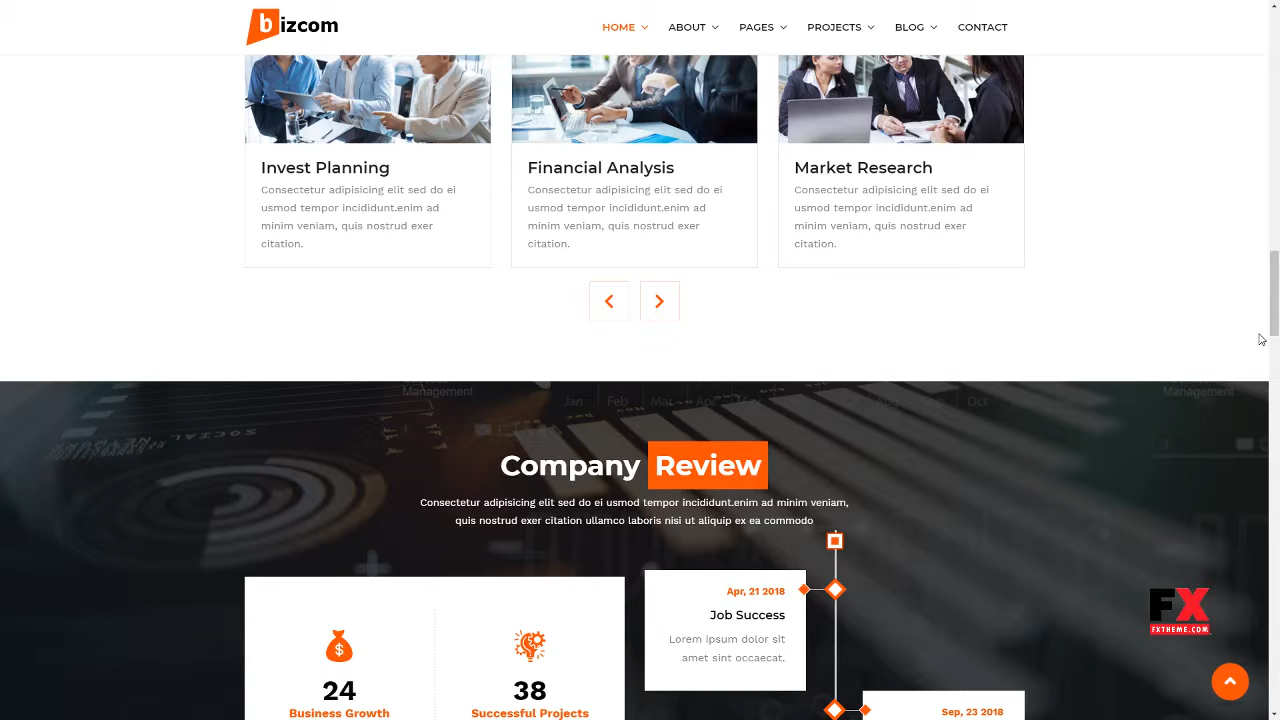 bizcom
HOME ABOUT PAGES PROJECTS BLOG CONTACT
Invest Planning
Consectetur adipisicing elit sed do ei
usmod tempor incididunt.enim ad
minim veniam, quis nostrud exer
citation.
Financial Analysis
Consectetur adipisicing elit sed do ei
usmod tempor incididunt.enim ad
minim veniam, quis nostrud exer
citation.
Market Research
Consectetur adipisicing elit sed do ei
usmod tempor incididunt.enim ad
minim veniam, quis nostrud exer
citation.
Management
Jan Feb Mar Apr Oct
Management
SOCIAL
Company Review
Consectetur adipisicing elit sed do ei usmod tempor incididunt.enim ad minim veniam,
quis nostrud exer citation ullamco laboris nisi ut aliquip ex ea commodo
24
Business Growth
38
Successful Projects
Apr, 21 2018
Job Success
Lorem ipsum dolor sit
amet sint occaecat.
Sep, 23 2018
FX
FXTHEME.COM